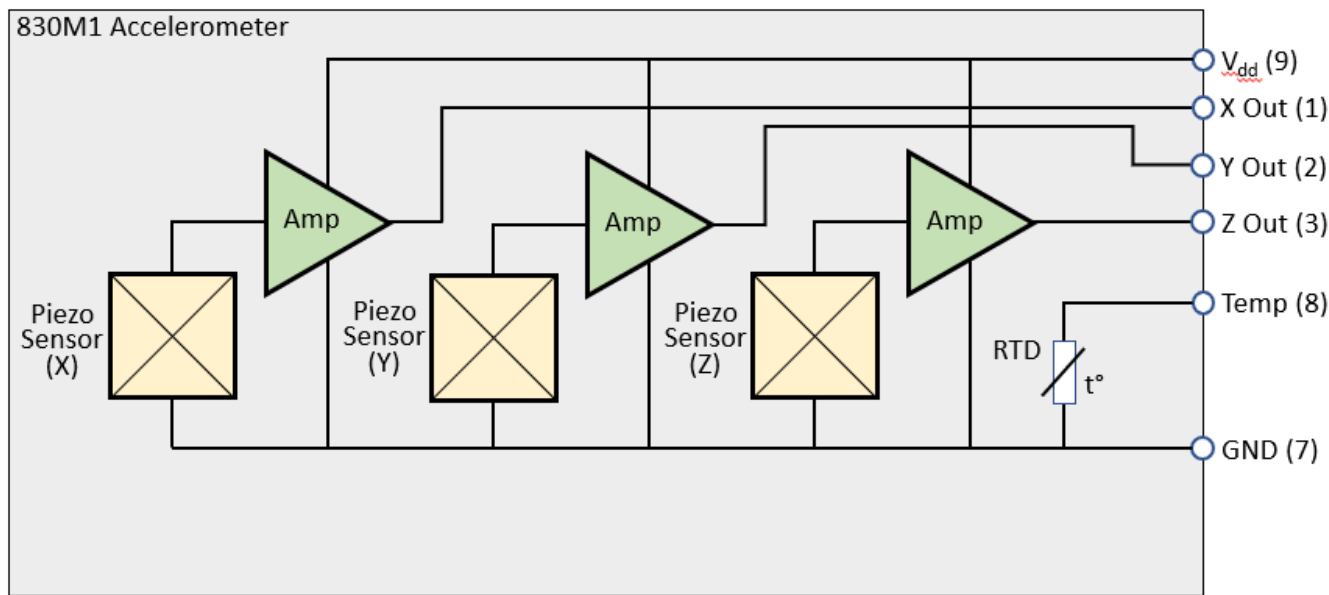 830M1 Accelerometer
Vdd (9)
X Out (1)
Y Out (2)
Z Out (3)
Temp (8)
GND (7)
Amp
Amp
Amp
Piezo
Sensor
(X)
Piezo
Sensor
(Y)
Piezo
Sensor
(Z)
RTD
t°